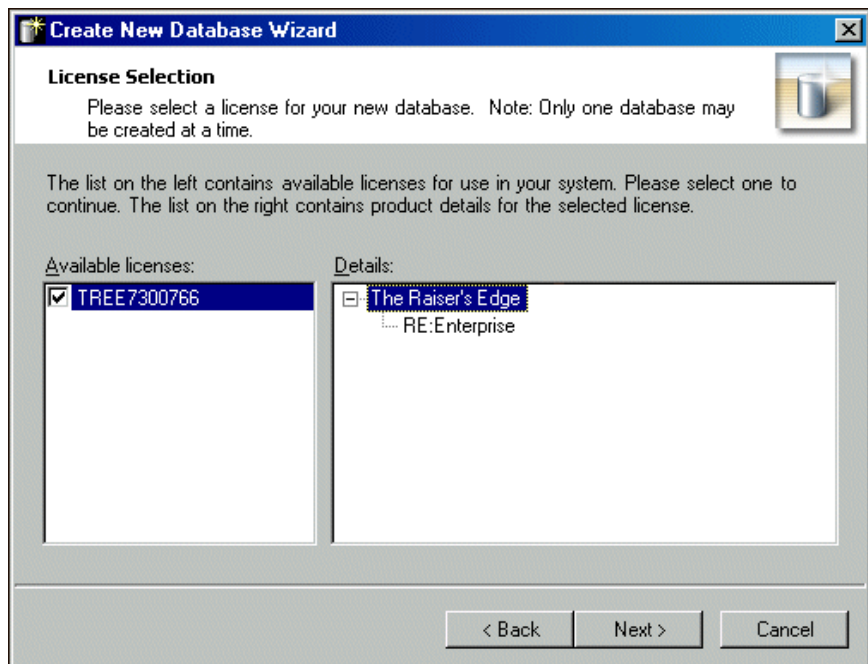 Create New Database Wizard
License Selection
Please select a license for your new database.  Note: Only one database may
be created at a time.
The list on the left contains available licenses for use in your system. Please select one to
continue. The list on the right contains product details for the selected license.
Available licenses:
Details:
TREE7300766
The Raiser's Edge
RE:Enterprise
< Back
Next >
Cancel